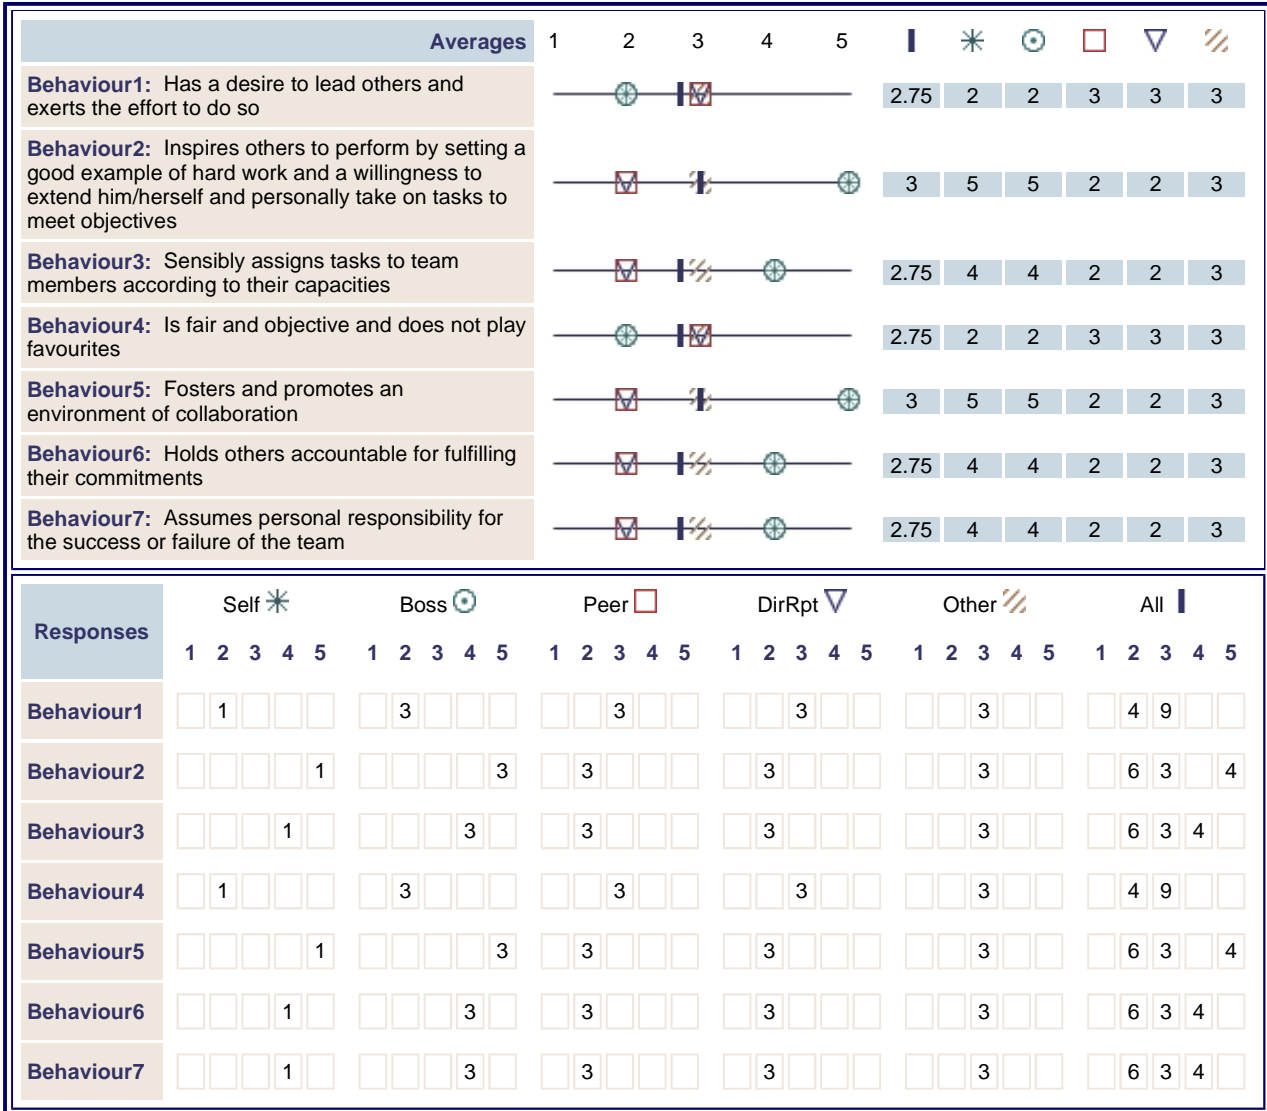 Averages 1 2 3 4 5
Behaviour1: Has a desire to lead others and
exerts the effort to do so
2.75 2 2 3 3 3
Behaviour2: Inspires others to perform by setting a
good example of hard work and a willingness to
extend him/herself and personally take on tasks to
meet objectives
3 5 5 2 2 3
Behaviour3: Sensibly assigns tasks to team
members according to their capacities
2.75 4 4 2 2 3
Behaviour4: Is fair and objective and does not play
favourites
2.75 2 2 3 3 3
Behaviour5: Fosters and promotes an
environment of collaboration
3 5 5 2 2 3
Behaviour6: Holds others accountable for fulfilling
their commitments
2.75 4 4 2 2 3
Behaviour7: Assumes personal responsibility for
the success or failure of the team
2.75 4 4 2 2 3
Responses
Self Boss Peer DirRpt Other All
1 2 3 4 5 1 2 3 4 5 1 2 3 4 5 1 2 3 4 5 1 2 3 4 5 1 2 3 4 5
Behaviour1 1 3 3 3 3 4 9
Behaviour2 1 3 3 3 3 6 3 4
Behaviour3 1 3 3 3 3 6 3 4
Behaviour4 1 3 3 3 3 4 9
Behaviour5 1 3 3 3 3 6 3 4
Behaviour6 1 3 3 3 3 6 3 4
Behaviour7 1 3 3 3 3 6 3 4